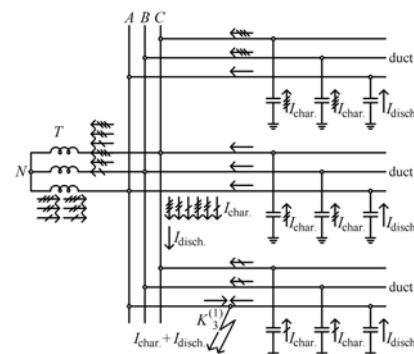 A B C
duct
I_char. I_char. I_disch.
T
N
duct
I_char.
I_char. I_char. I_disch.
I_disch.
duct
K_3^(1)
I_char. + I_disch.
I_char. I_char. I_disch.